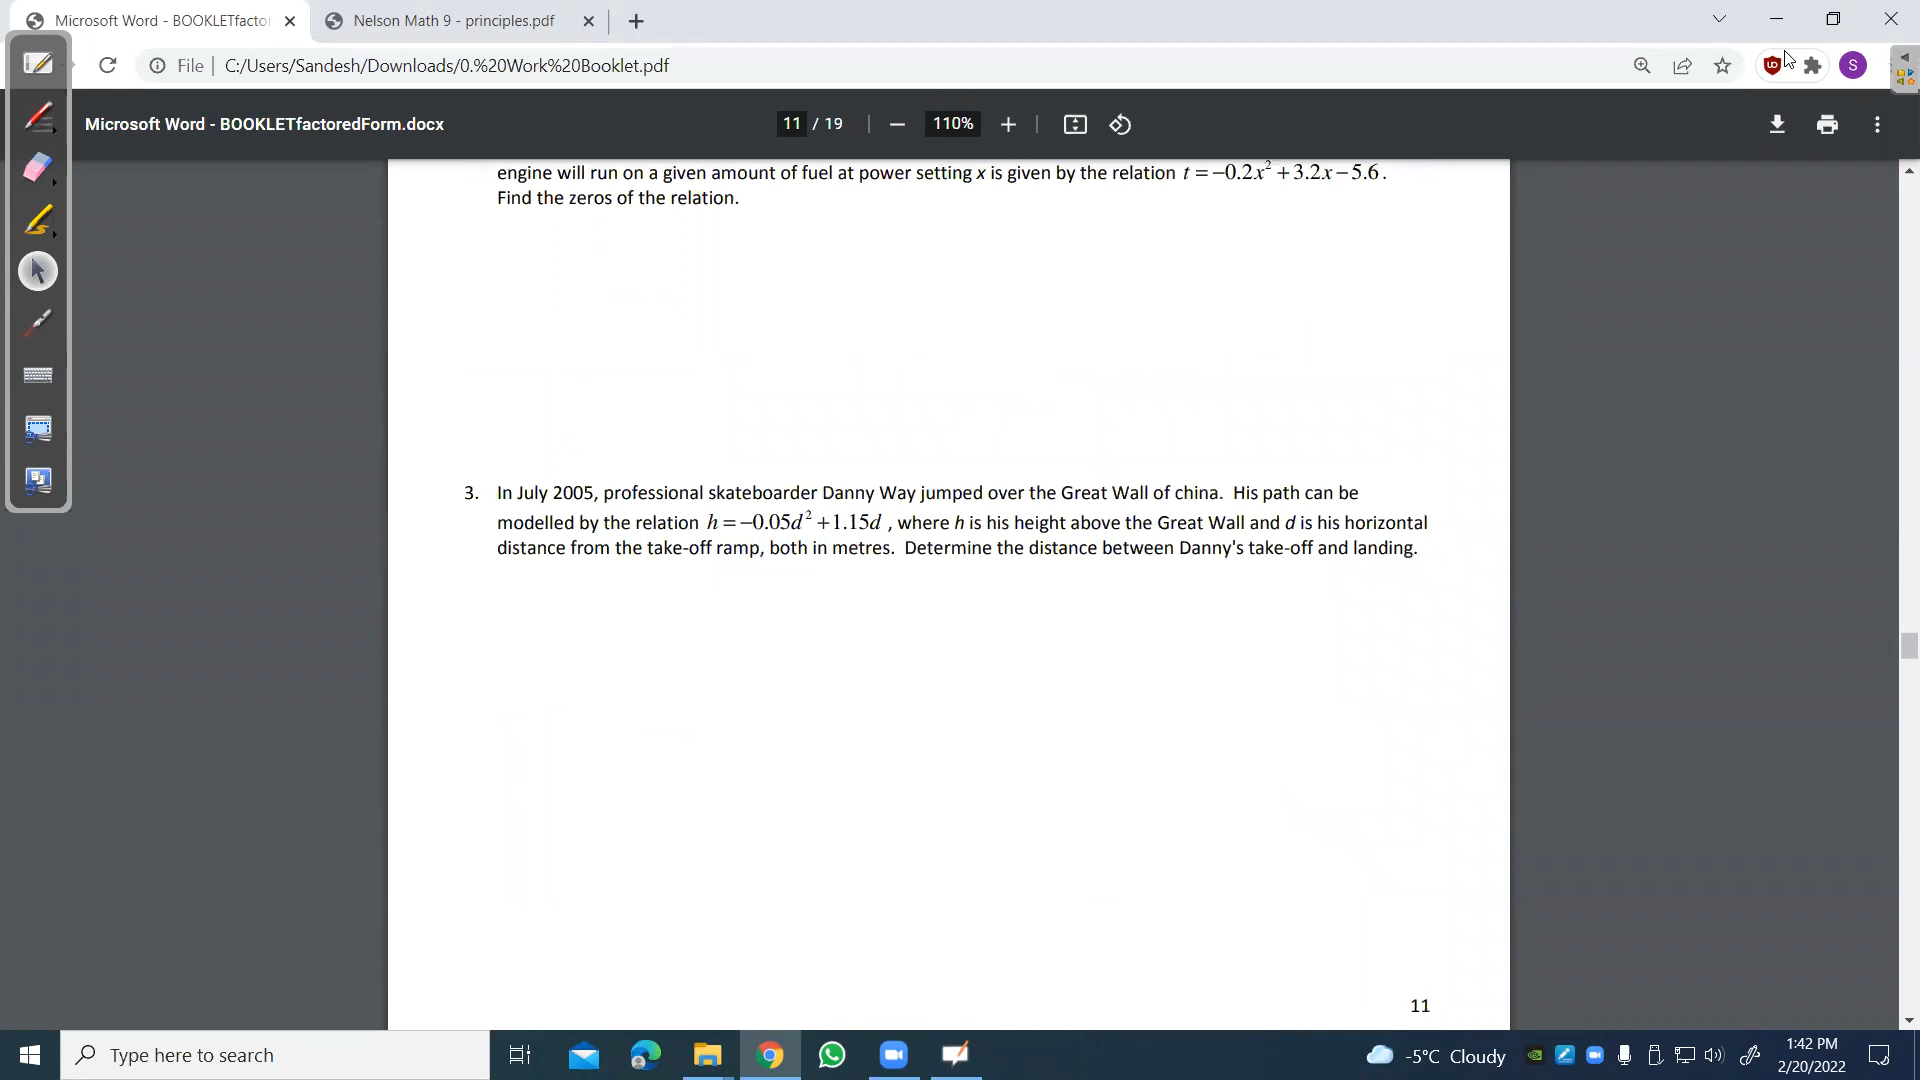 Microsoft Word - BOOKLETfactor
Nelson Math 9 - principles.pdf
File
C:/Users/Sandesh/Downloads/0.%20Work%20Booklet.pdf
S
Microsoft Word - BOOKLETfactoredForm.docx
11 / 19
110%
engine will run on a given amount of fuel at power setting x is given by the relation t = −0.2x² + 3.2x − 5.6.
Find the zeros of the relation.
3. In July 2005, professional skateboarder Danny Way jumped over the Great Wall of china. His path can be
modelled by the relation h = −0.05d² + 1.15d , where h is his height above the Great Wall and d is his horizontal
distance from the take-off ramp, both in metres. Determine the distance between Danny's take-off and landing.
11
Type here to search
-5°C Cloudy
1:42 PM
2/20/2022